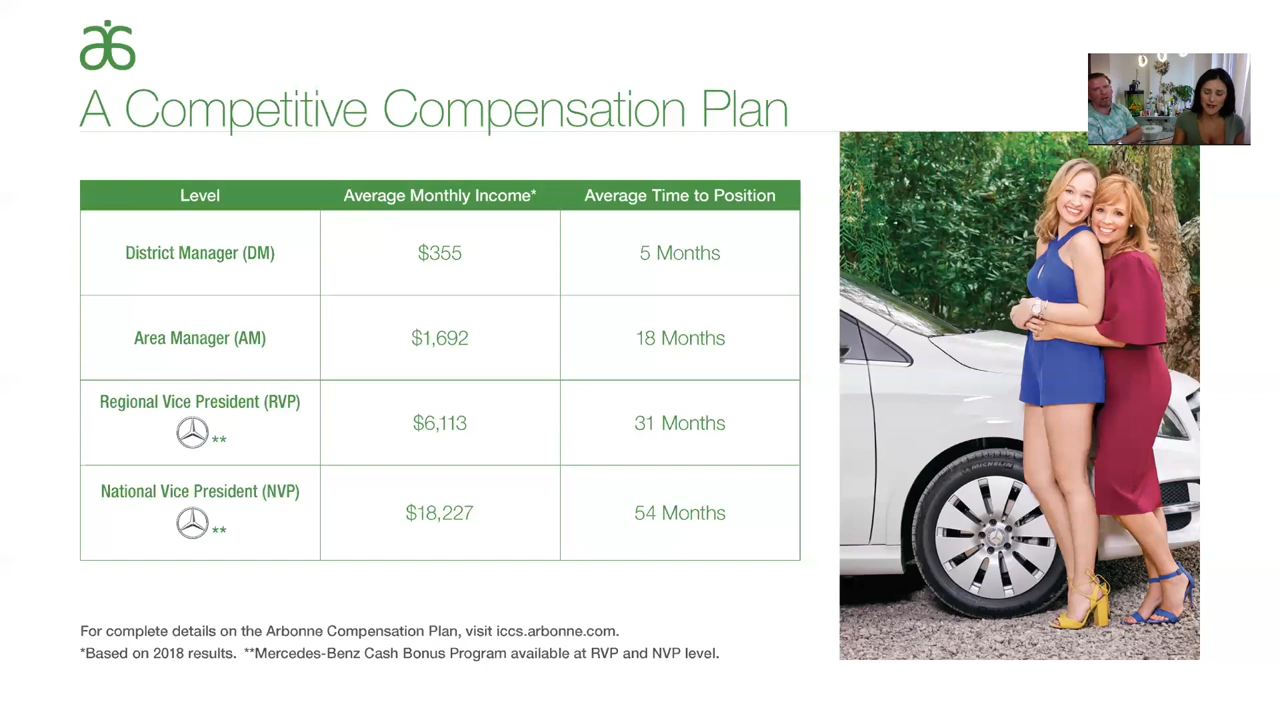 A Competitive Compensation Plan
Level Average Monthly Income* Average Time to Position
District Manager (DM) $355 5 Months
Area Manager (AM) $1,692 18 Months
Regional Vice President (RVP)
** $6,113 31 Months
National Vice President (NVP)
** $18,227 54 Months
For complete details on the Arbonne Compensation Plan, visit iccs.arbonne.com.
*Based on 2018 results. **Mercedes-Benz Cash Bonus Program available at RVP and NVP level.
MICHELIN